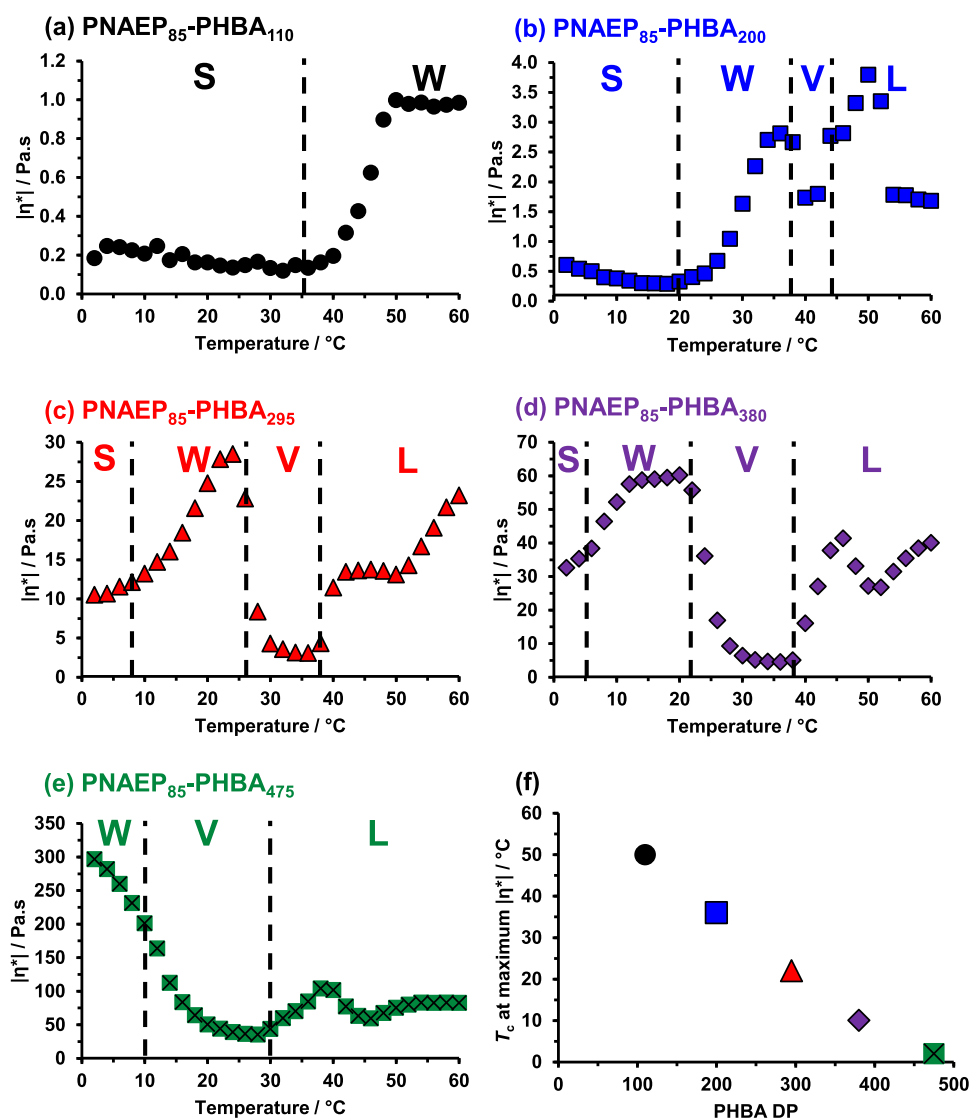 (a) PNAEP₈₅-PHBA₁₁₀
S
W
1.2
1.0
0.8
0.6
0.4
0.2
0.0
|η*| / Pa.s
0 10 20 30 40 50 60
Temperature / °C
(b) PNAEP₈₅-PHBA₂₀₀
S W V L
4.0
3.5
3.0
2.5
2.0
1.5
1.0
0.5
0.0
|η*| / Pa.s
0 10 20 30 40 50 60
Temperature / °C
(c) PNAEP₈₅-PHBA₂₉₅
S W V L
30
25
20
15
10
5
0
|η*| / Pa.s
0 10 20 30 40 50 60
Temperature / °C
(d) PNAEP₈₅-PHBA₃₈₀
S W V L
80
70
60
50
40
30
20
10
0
|η*| / Pa.s
0 10 20 30 40 50 60
Temperature / °C
(e) PNAEP₈₅-PHBA₄₇₅
W V L
350
300
250
200
150
100
50
0
|η*| / Pa.s
0 10 20 30 40 50 60
Temperature / °C
(f)
60
50
40
30
20
10
0
T꜀ at maximum |η*| / °C
0 100 200 300 400 500
PHBA DP